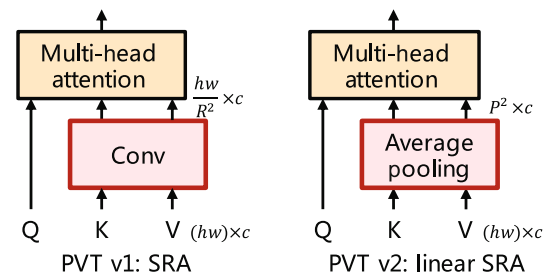 Multi-head
attention
hw/R² ×c
Conv
Q K V (hw)×c
PVT v1: SRA
Multi-head
attention
P² ×c
Average
pooling
Q K V (hw)×c
PVT v2: linear SRA